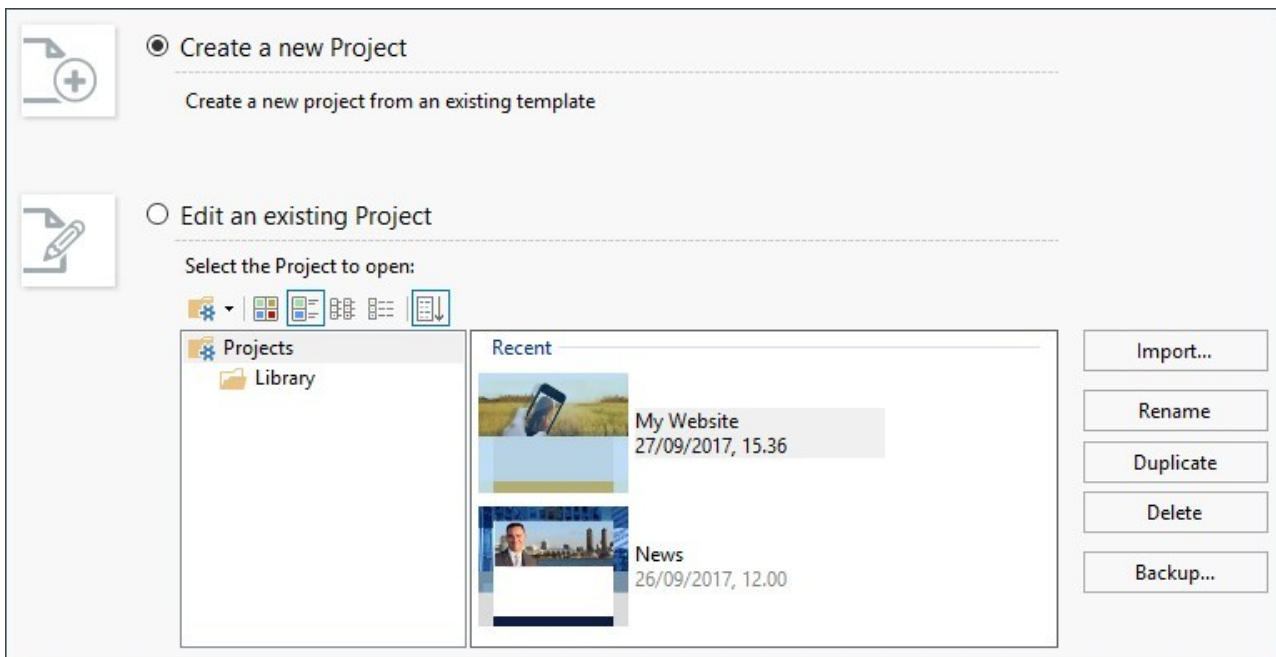 Create a new Project
Create a new project from an existing template
Edit an existing Project
Select the Project to open:
Projects
Library
Recent
My Website
27/09/2017, 15.36
News
26/09/2017, 12.00
Import...
Rename
Duplicate
Delete
Backup...